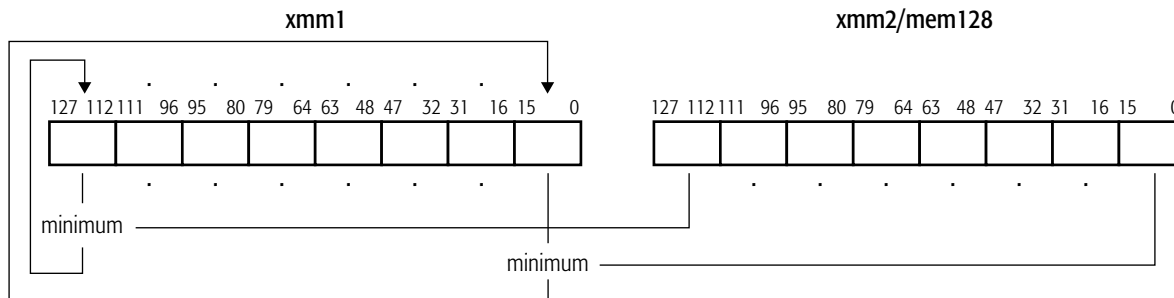 xmm1 xmm2/mem128
127 112 111 96 95 80 79 64 63 48 47 32 31 16 15 0 127 112 111 96 95 80 79 64 63 48 47 32 31 16 15 0
minimum
minimum